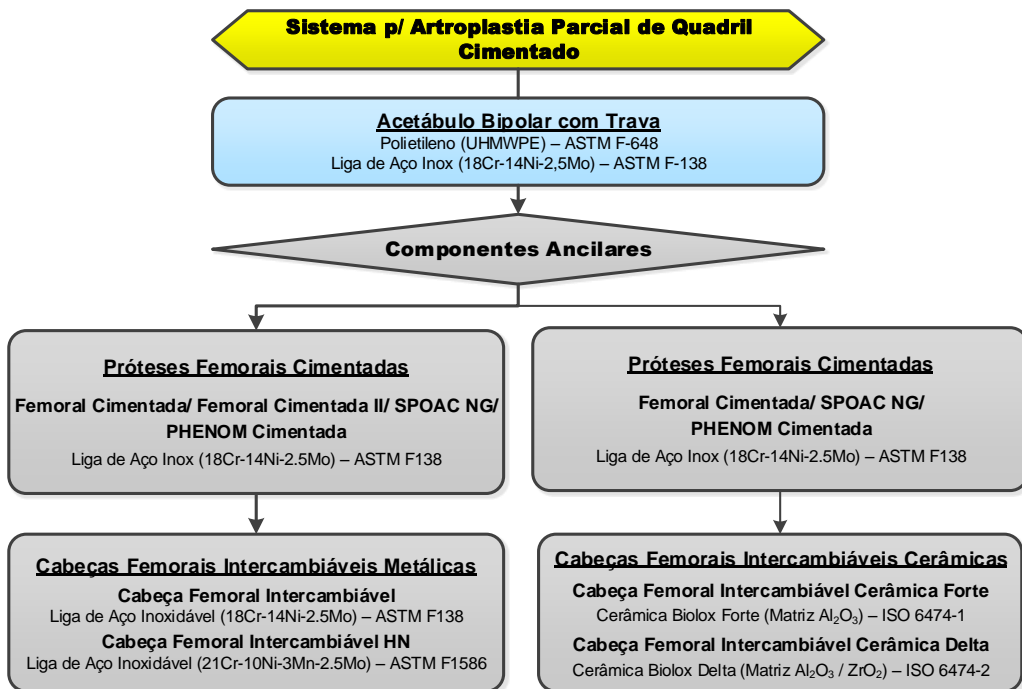 Sistema p/ Artroplastia Parcial de Quadril
Cimentado
Acetábulo Bipolar com Trava
Polietileno (UHMWPE) – ASTM F-648
Liga de Aço Inox (18Cr-14Ni-2,5Mo) – ASTM F-138
Componentes Ancilares
Próteses Femorais Cimentadas
Femoral Cimentada/ Femoral Cimentada II/ SPOAC NG/
PHENOM Cimentada
Liga de Aço Inox (18Cr-14Ni-2.5Mo) – ASTM F138
Próteses Femorais Cimentadas
Femoral Cimentada/ SPOAC NG/
PHENOM Cimentada
Liga de Aço Inox (18Cr-14Ni-2.5Mo) – ASTM F138
Cabeças Femorais Intercambiáveis Metálicas
Cabeça Femoral Intercambiável
Liga de Aço Inoxidável (18Cr-14Ni-2.5Mo) – ASTM F138
Cabeça Femoral Intercambiável HN
Liga de Aço Inoxidável (21Cr-10Ni-3Mn-2.5Mo) – ASTM F1586
Cabeças Femorais Intercambiáveis Cerâmicas
Cabeça Femoral Intercambiável Cerâmica Forte
Cerâmica Biolox Forte (Matriz Al₂O₃) – ISO 6474-1
Cabeça Femoral Intercambiável Cerâmica Delta
Cerâmica Biolox Delta (Matriz Al₂O₃ / ZrO₂) – ISO 6474-2